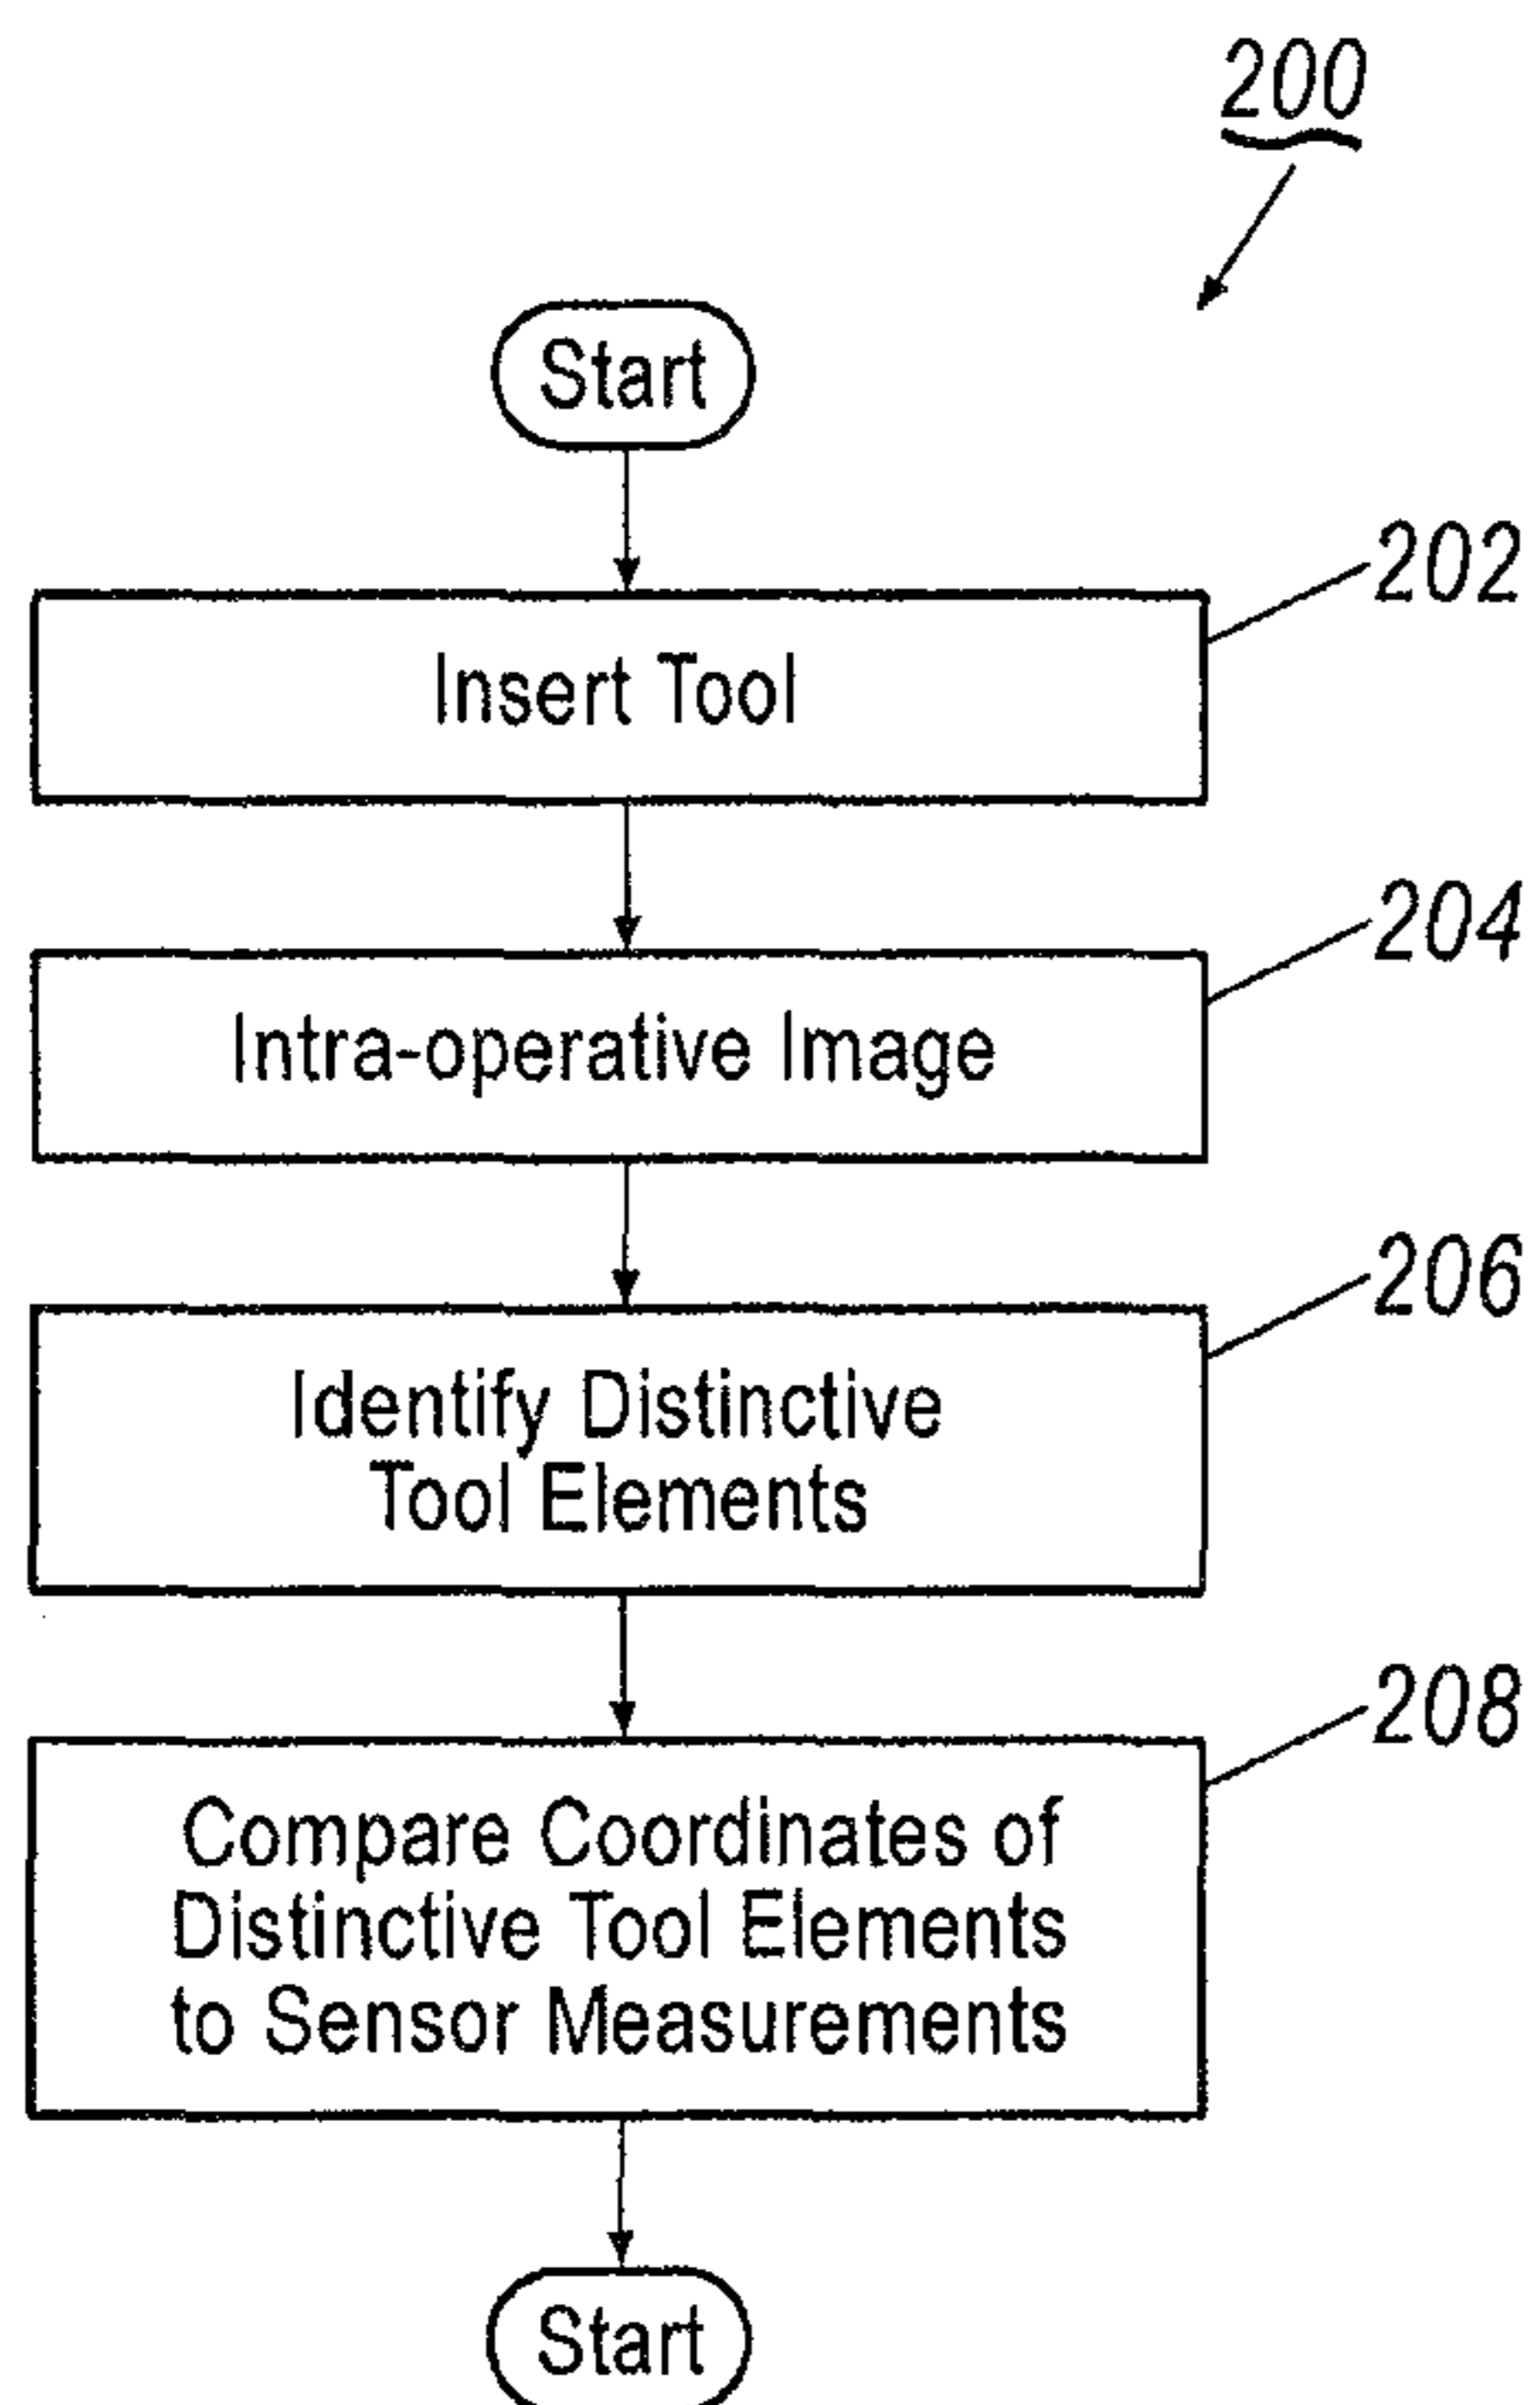 200
Start
202
Insert Tool
204
Intra-operative Image
206
Identify Distinctive
Tool Elements
208
Compare Coordinates of
Distinctive Tool Elements
to Sensor Measurements
Start